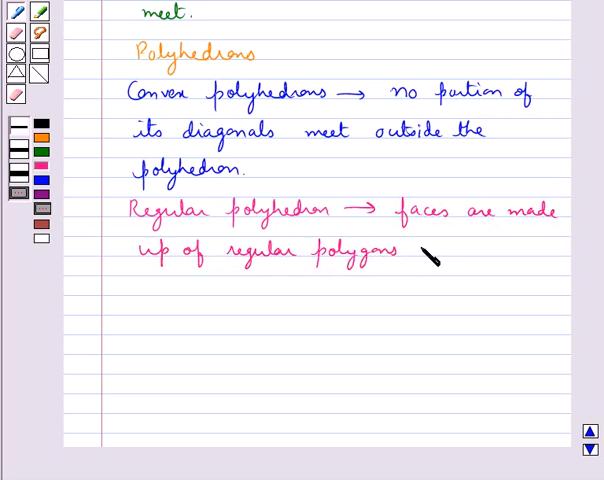 meet.
Polyhedrons
Convex polyhedrons → no portion of
its diagonals meet outside the
polyhedron.
Regular polyhedron → faces are made
up of regular polygons